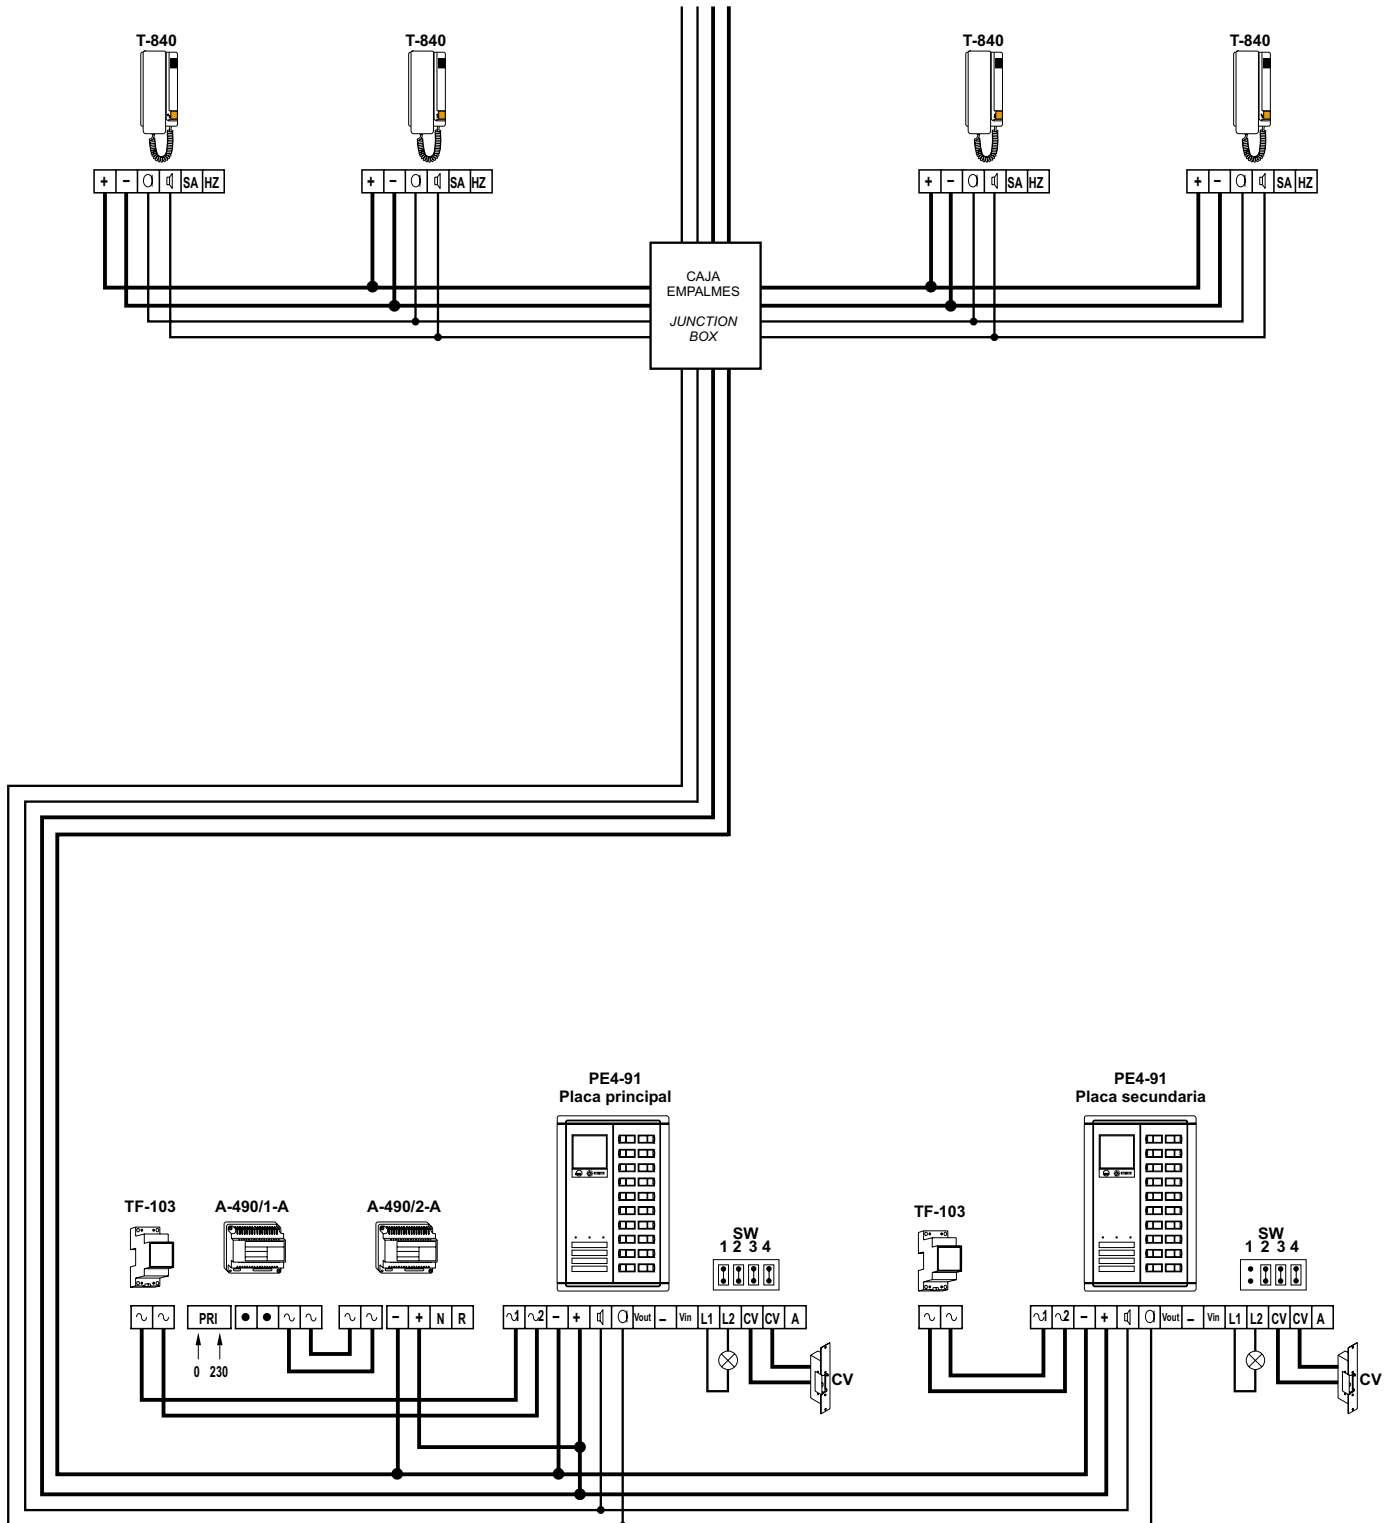 T-840 T-840 T-840 T-840
+ − SA HZ + − SA HZ + − SA HZ + − SA HZ
CAJA
EMPALMES
JUNCTION
BOX
PE4-91
Placa principal
PE4-91
Placa secundaria
TF-103 A-490/1-A A-490/2-A
SW
1 2 3 4
TF-103
SW
1 2 3 4
~ ~ PRI ● ● ~ ~ ~ ~ − + N R ~1 ~2 − + Vout − Vin L1 L2 CV CV A
~ ~ ~1 ~2 − + Vout − Vin L1 L2 CV CV A
0 230
CV
CV